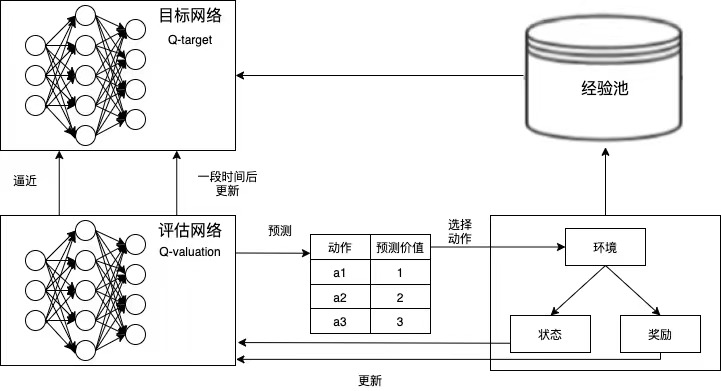 目标网络
Q-target
经验池
逼近
一段时间后
更新
评估网络
Q-valuation
预测
动作 预测价值
a1 1
a2 2
a3 3
选择
动作
环境
状态 奖励
更新